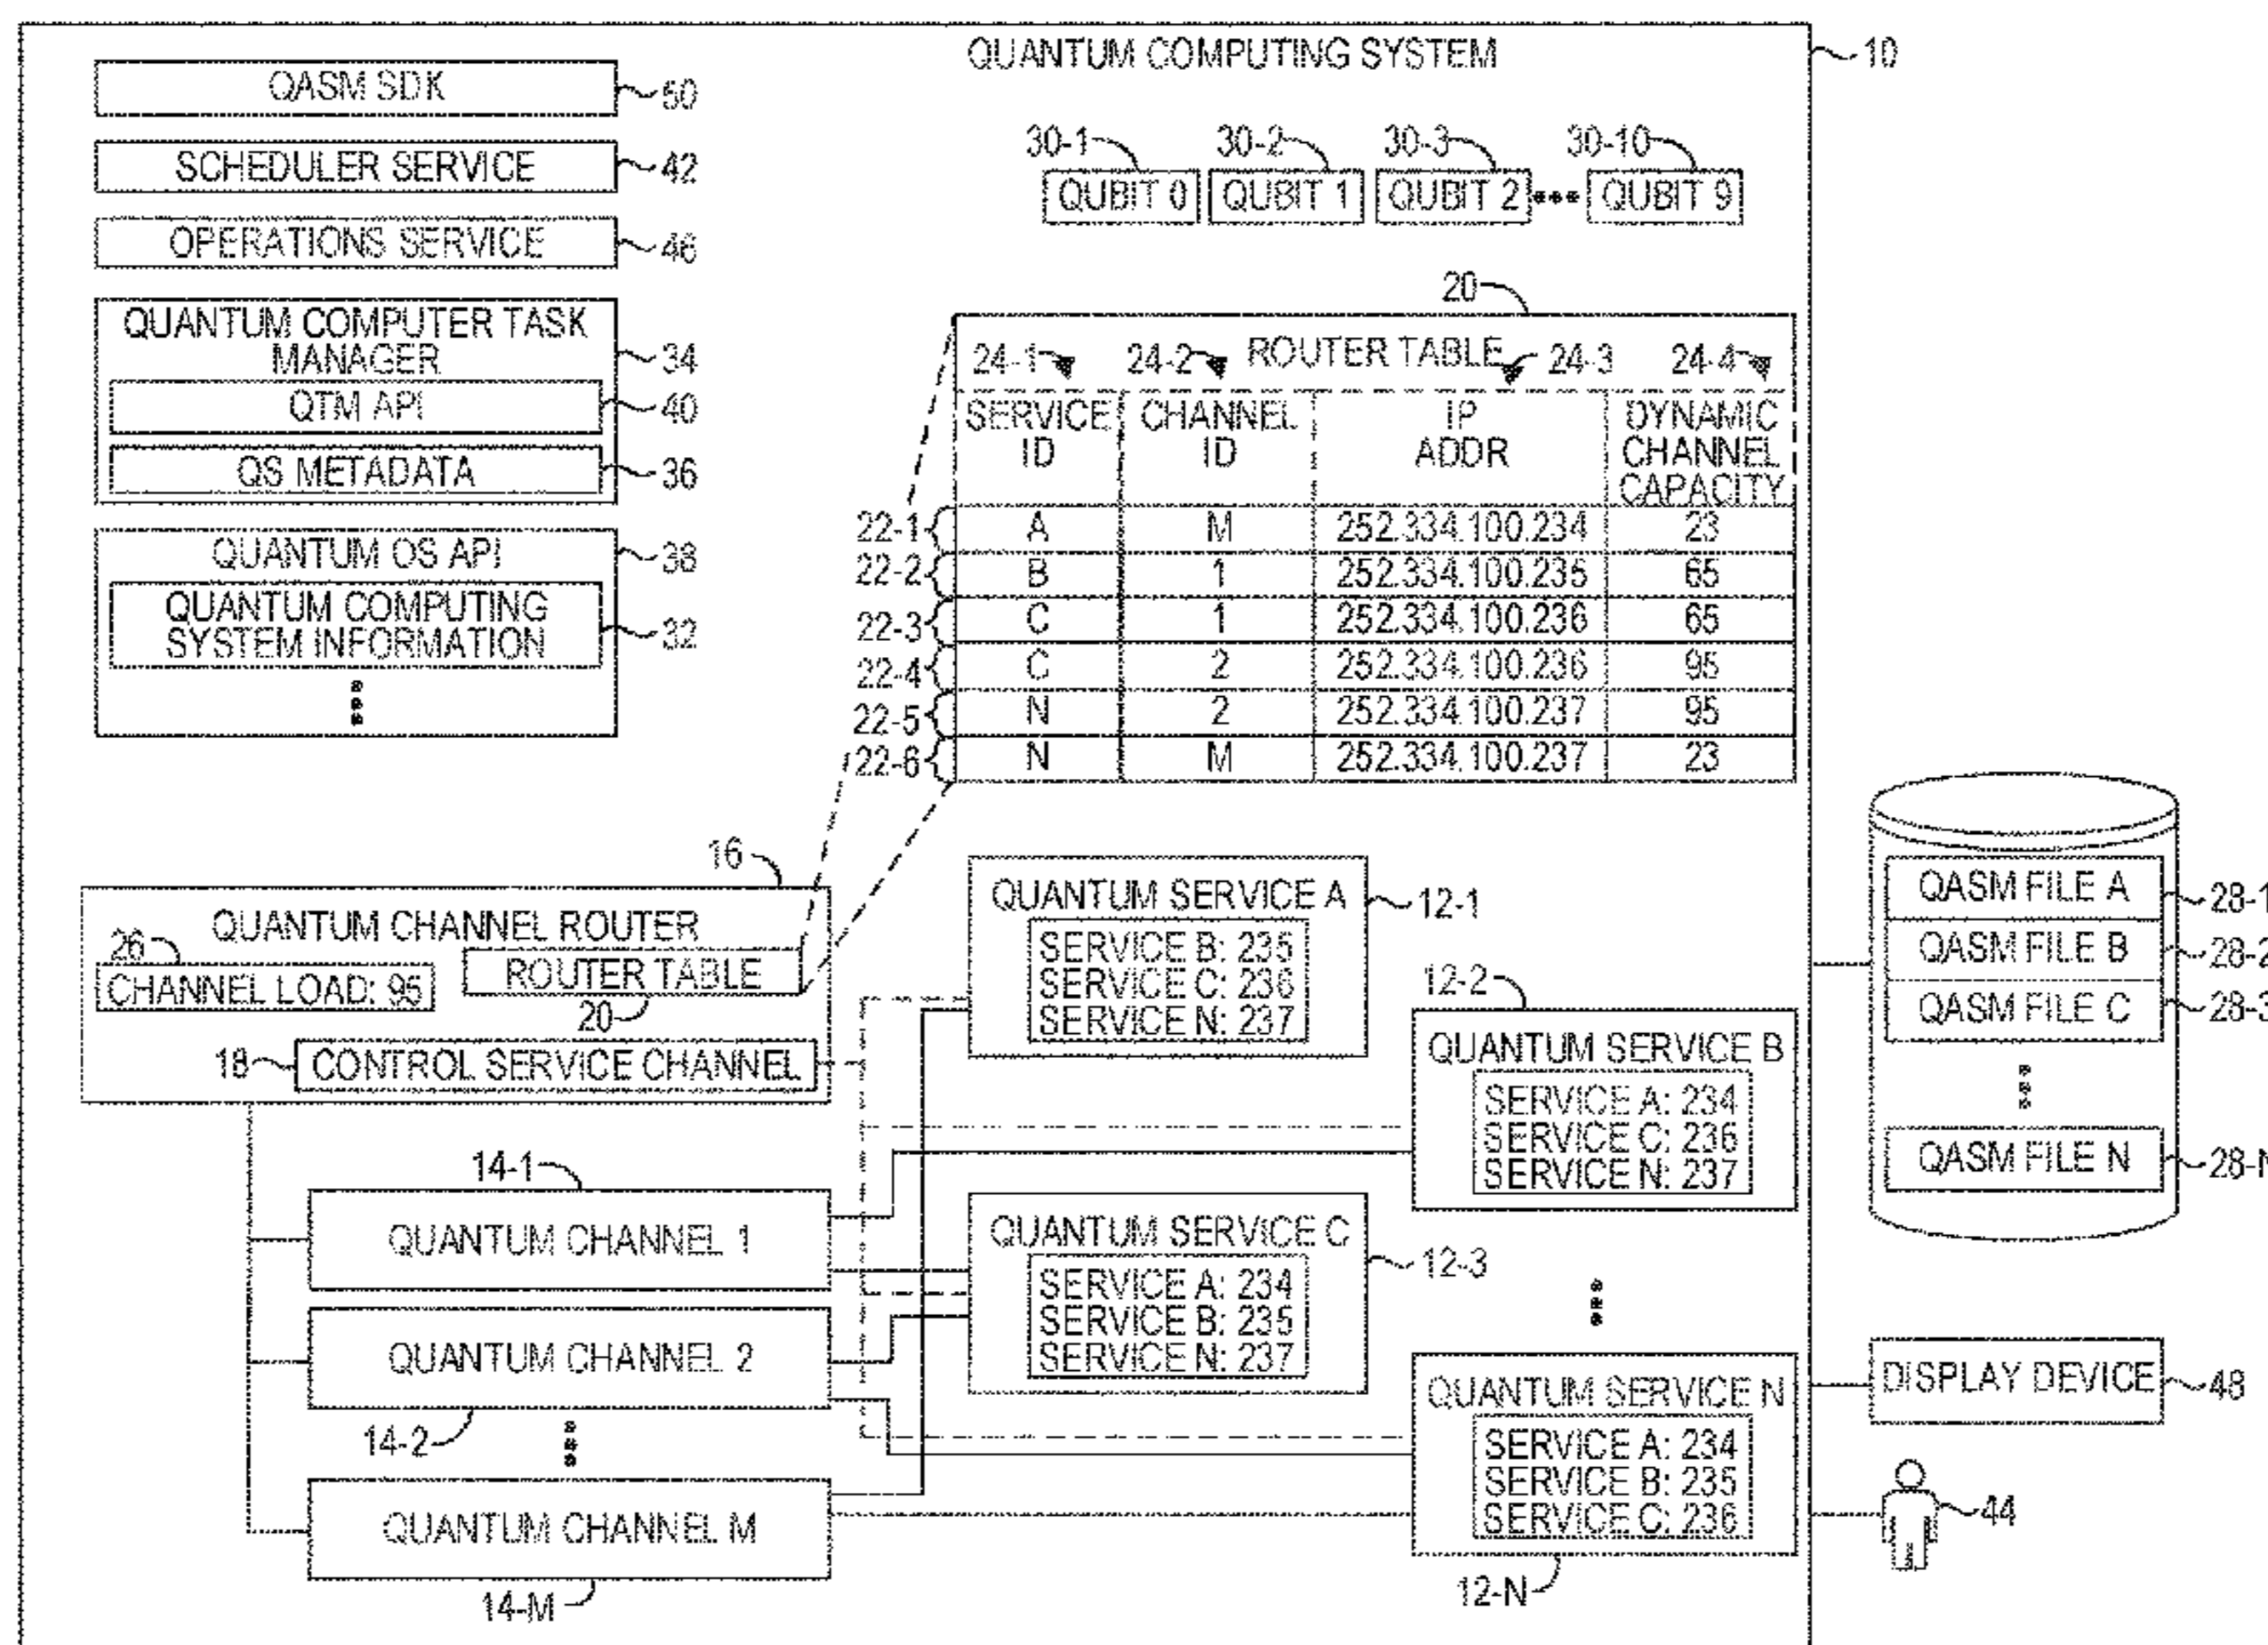 QUANTUM COMPUTING SYSTEM
10
QASM SDK
50
SCHEDULER SERVICE
42
OPERATIONS SERVICE
46
QUANTUM COMPUTER TASK
MANAGER
34
QTM API
40
QS METADATA
36
QUANTUM OS API
38
QUANTUM COMPUTING
SYSTEM INFORMATION
32
30-1
30-2
30-3
30-10
QUBIT 0
QUBIT 1
QUBIT 2
QUBIT 9
20
ROUTER TABLE
24-1
24-2
24-3
24-4
SERVICE
ID
CHANNEL
ID
IP
ADDR
DYNAMIC
CHANNEL
CAPACITY
22-1 A M 252.334.100.234 23
22-2 B 1 252.334.100.235 65
22-3 C 1 252.334.100.236 65
22-4 C 2 252.334.100.236 95
22-5 N 2 252.334.100.237 95
22-6 N M 252.334.100.237 23
16
QUANTUM CHANNEL ROUTER
26
CHANNEL LOAD: 95
ROUTER TABLE
20
18
CONTROL SERVICE CHANNEL
14-1
QUANTUM CHANNEL 1
QUANTUM CHANNEL 2
14-2
QUANTUM CHANNEL M
14-M
QUANTUM SERVICE A
SERVICE B: 235
SERVICE C: 236
SERVICE N: 237
12-1
12-2
QUANTUM SERVICE B
SERVICE A: 234
SERVICE C: 236
SERVICE N: 237
QUANTUM SERVICE C
SERVICE A: 234
SERVICE B: 235
SERVICE N: 237
12-3
QUANTUM SERVICE N
SERVICE A: 234
SERVICE B: 235
SERVICE C: 236
12-N
QASM FILE A
28-1
QASM FILE B
28-2
QASM FILE C
28-3
QASM FILE N
28-N
DISPLAY DEVICE
48
44